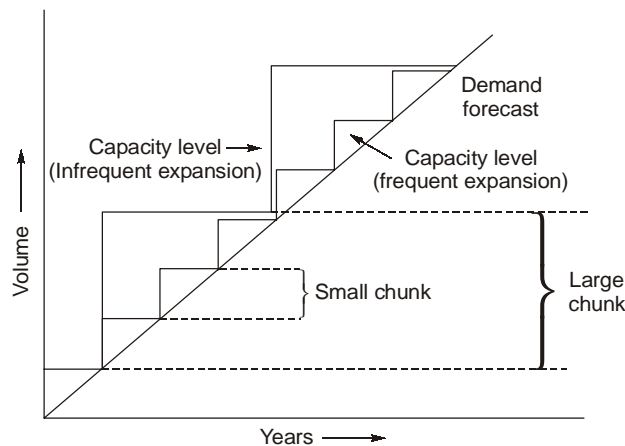 Demand
forecast
Capacity level
(Infrequent expansion)
Capacity level
(frequent expansion)
Volume
Small chunk
Large
chunk
Years